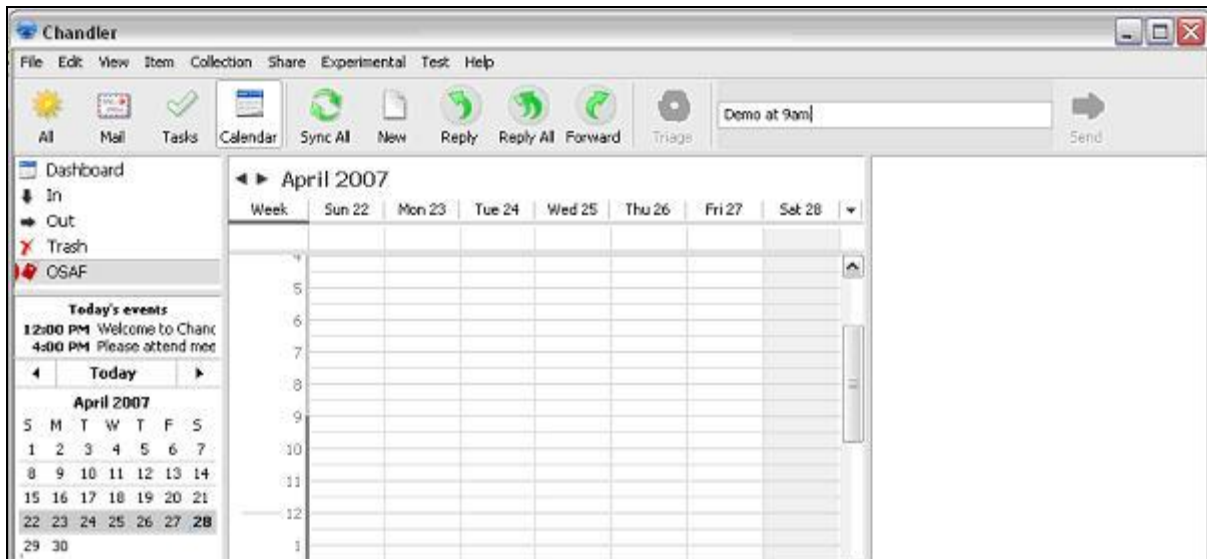 Chandler
File Edit View Item Collection Share Experimental Test Help
Demo at 9am
All Mail Tasks Calendar Sync All New Reply Reply All Forward Triage Send
Dashboard
In
Out
Trash
OSAF
Today's events
12:00 PM Welcome to Chanc
4:00 PM Please attend mee
Today
April 2007
S M T W T F S
1 2 3 4 5 6 7
8 9 10 11 12 13 14
15 16 17 18 19 20 21
22 23 24 25 26 27 28
29 30
April 2007
Week Sun 22 Mon 23 Tue 24 Wed 25 Thu 26 Fri 27 Sat 28
4
5
6
7
8
9
10
11
12
1